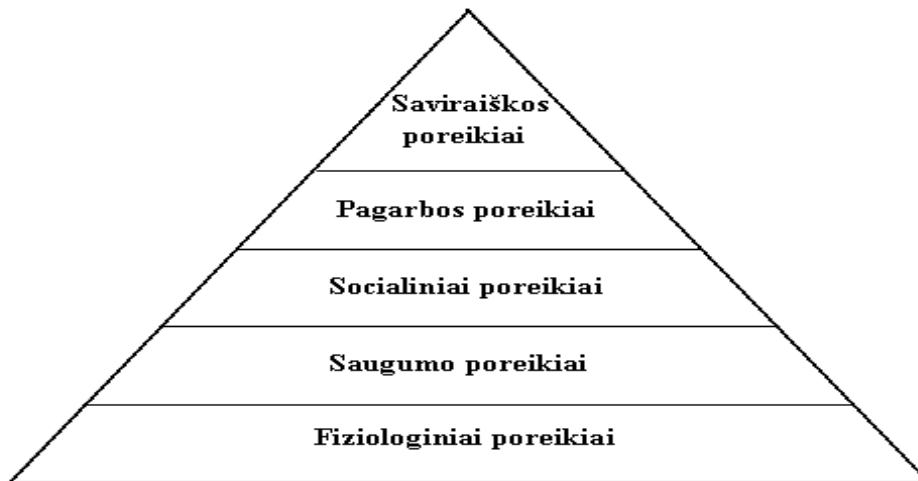 Saviraiškos
poreikiai
Pagarbos poreikiai
Socialiniai poreikiai
Saugumo poreikiai
Fiziologiniai poreikiai